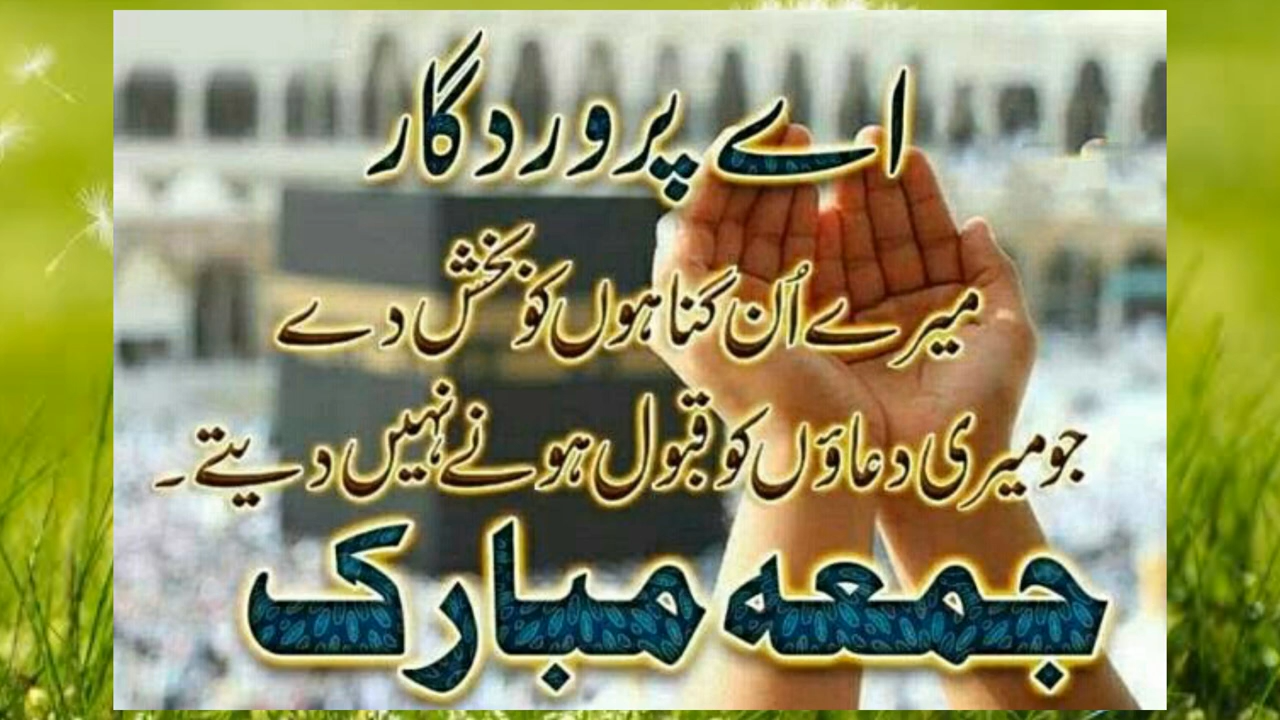 اے پروردگار
میرے اُن گناہوں کو بخش دے
جو میری دعاؤں کو قبول ہونے نہیں دیتے۔
جمعہ مبارک